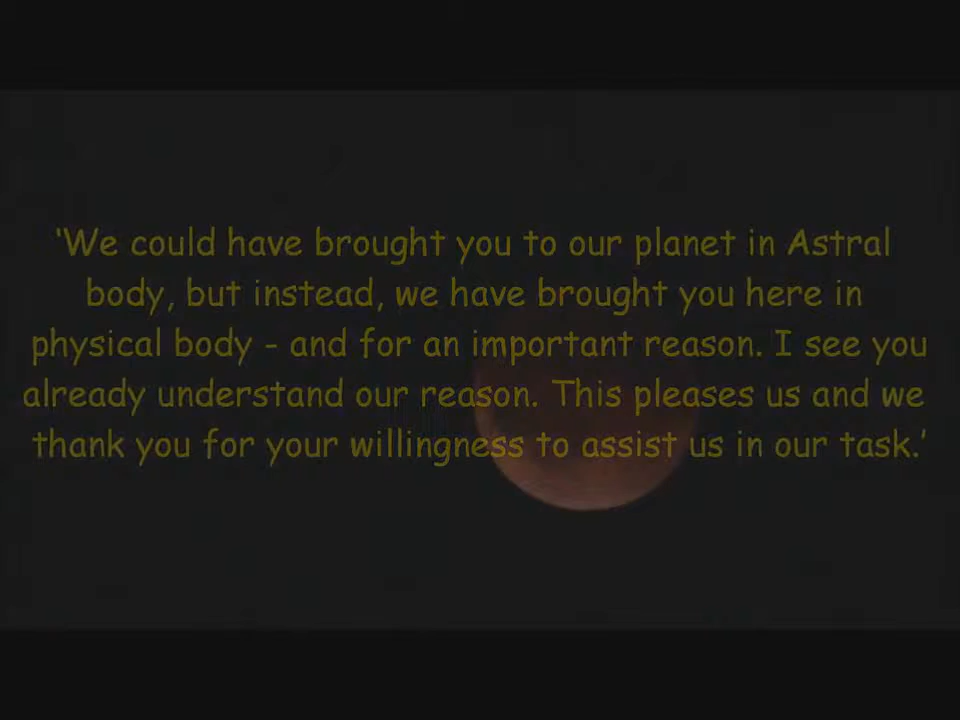 ‘We could have brought you to our planet in Astral
body, but instead, we have brought you here in
physical body - and for an important reason. I see you
already understand our reason. This pleases us and we
thank you for your willingness to assist us in our task.’